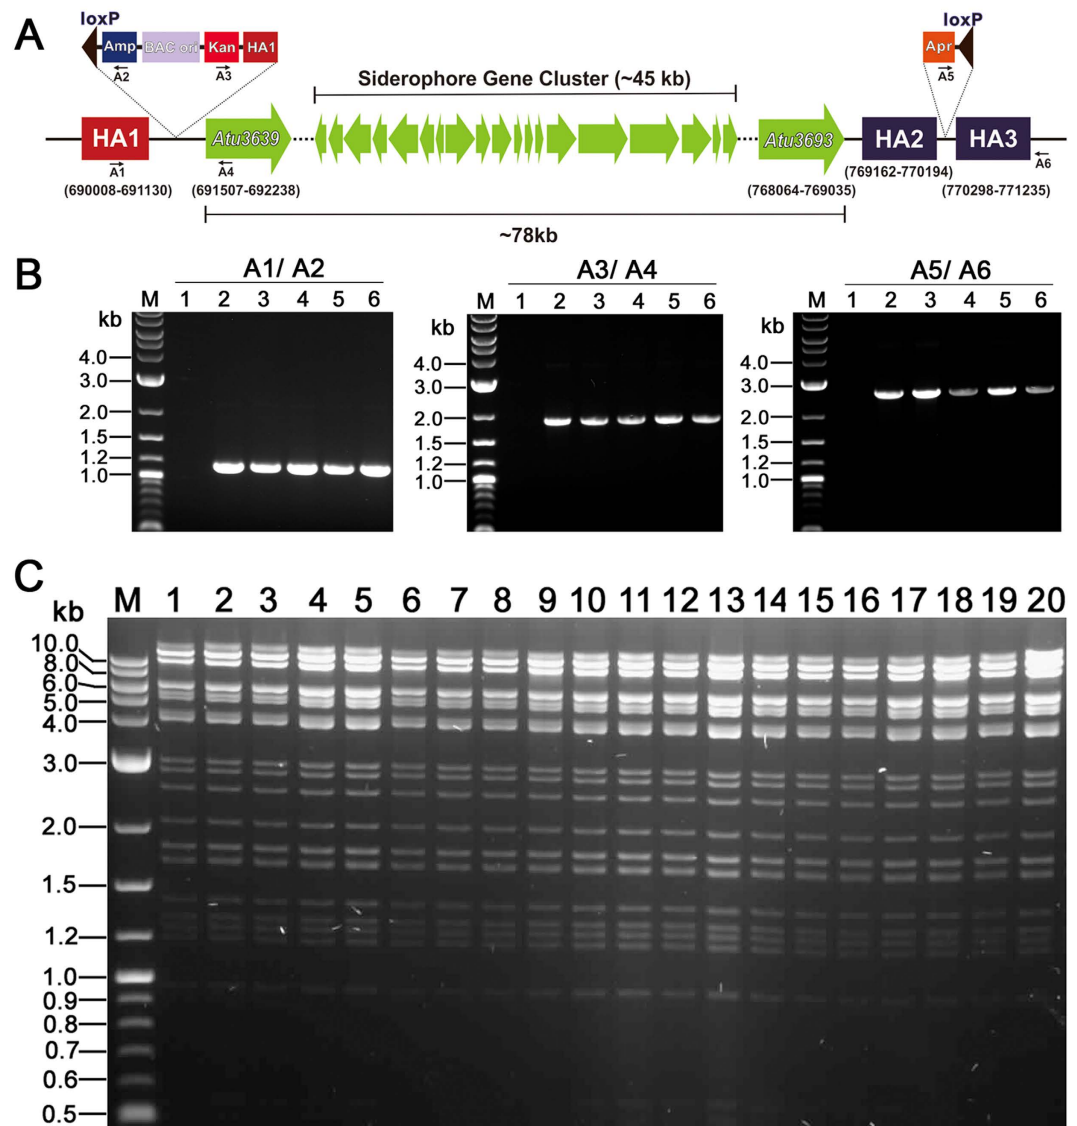 A
loxP
Amp BAC ori Kan HA1
A2 A3
loxP
Apr
A5
Siderophore Gene Cluster (~45 kb)
HA1 Atu3639 Atu3693 HA2 HA3
A1 A4 A6
(690008-691130) (691507-692238) (768064-769035) (769162-770194) (770298-771235)
~78kb
B
A1/ A2
kb M 1 2 3 4 5 6
4.0
3.0
2.0
1.5
1.2
1.0
A3/ A4
kb M 1 2 3 4 5 6
4.0
3.0
2.0
1.5
1.2
1.0
A5/ A6
kb M 1 2 3 4 5 6
4.0
3.0
2.0
1.5
1.2
1.0
C
kb M 1 2 3 4 5 6 7 8 9 10 11 12 13 14 15 16 17 18 19 20
10.0
8.0
6.0
5.0
4.0
3.0
2.0
1.5
1.2
1.0
0.9
0.8
0.7
0.6
0.5